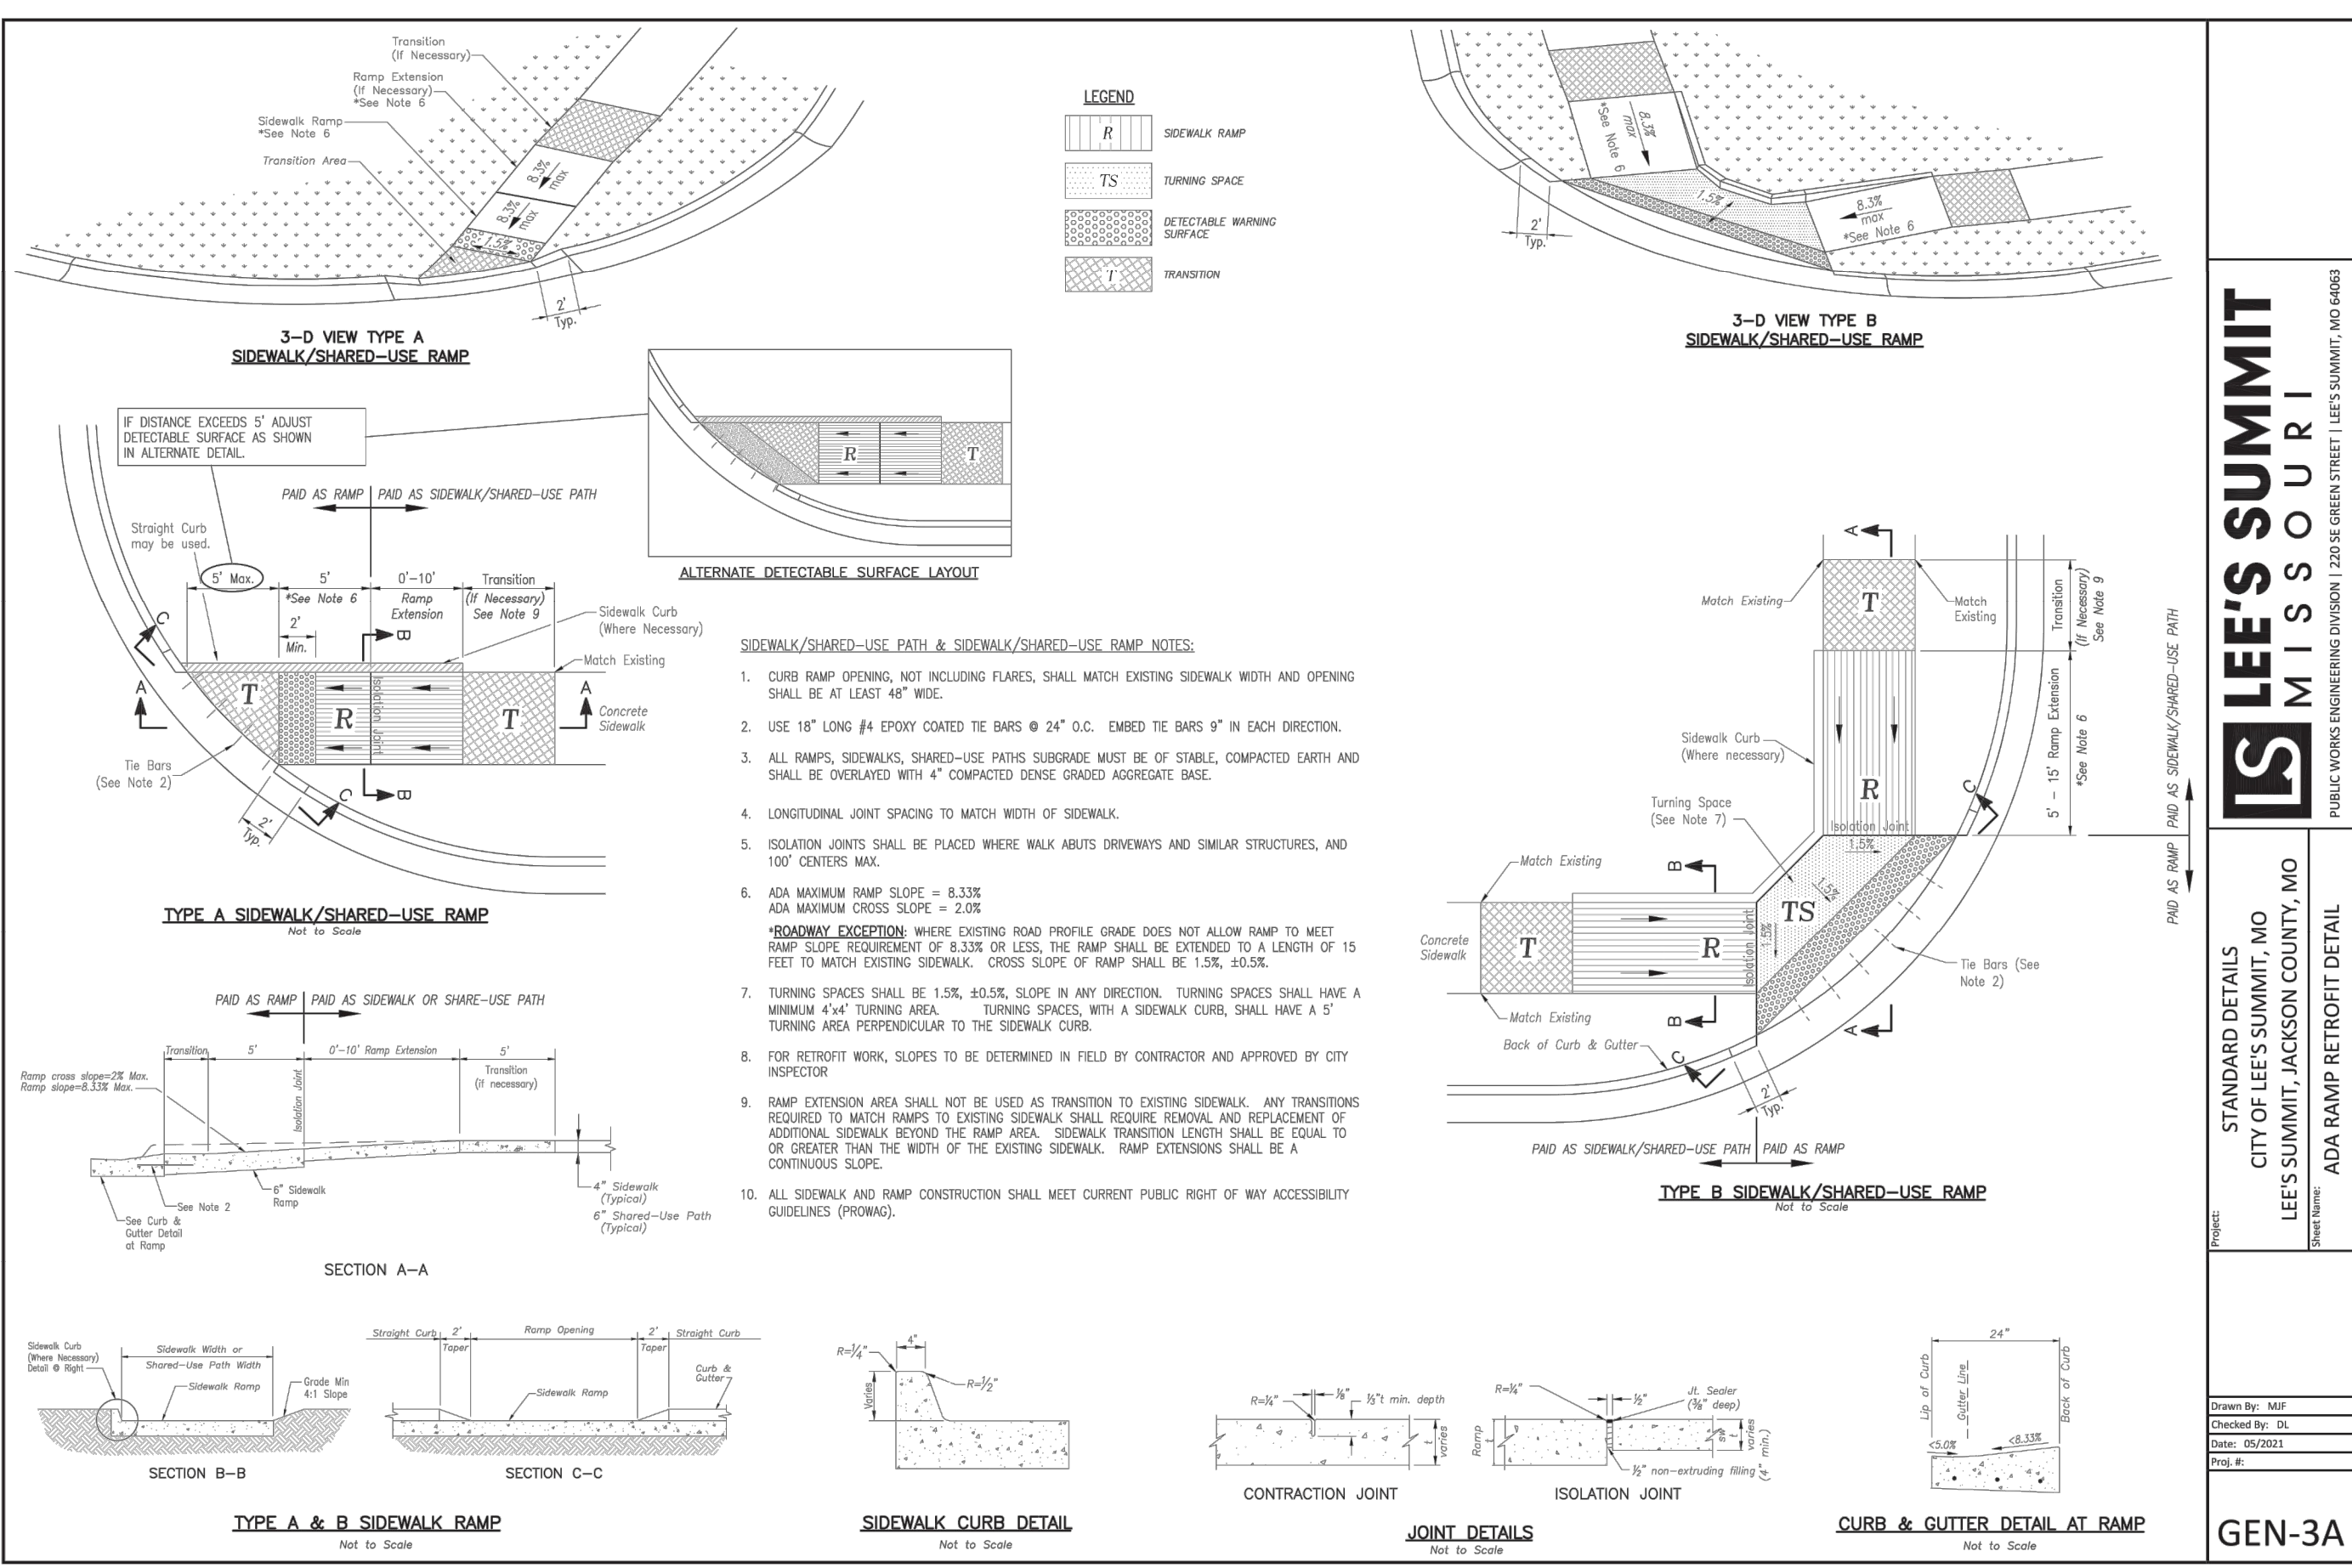 Transition
(If Necessary)
Ramp Extension
(If Necessary)
*See Note 6
Sidewalk Ramp
*See Note 6
Transition Area
8.3%
max
8.3%
max
1.5%
2'
Typ.
3-D VIEW TYPE A
SIDEWALK/SHARED-USE RAMP
LEGEND
R
SIDEWALK RAMP
TS
TURNING SPACE
DETECTABLE WARNING
SURFACE
T
TRANSITION
8.3%
max
*See Note 6
1.5%
8.3%
max
*See Note 6
2'
Typ.
3-D VIEW TYPE B
SIDEWALK/SHARED-USE RAMP
IF DISTANCE EXCEEDS 5' ADJUST
DETECTABLE SURFACE AS SHOWN
IN ALTERNATE DETAIL.
R
T
ALTERNATE DETECTABLE SURFACE LAYOUT
PAID AS RAMP
PAID AS SIDEWALK/SHARED-USE PATH
Straight Curb
may be used.
5' Max.
5'
*See Note 6
0'-10'
Ramp
Extension
Transition
(If Necessary)
See Note 9
2'
Min.
Sidewalk Curb
(Where Necessary)
Match Existing
Concrete
Sidewalk
A
A
B
B
C
C
T
R
Isolation Joint
T
Tie Bars
(See Note 2)
2'
Typ.
TYPE A SIDEWALK/SHARED-USE RAMP
Not to Scale
PAID AS RAMP
PAID AS SIDEWALK OR SHARE-USE PATH
Transition
5'
0'-10' Ramp Extension
5'
Transition
(if necessary)
Ramp cross slope=2% Max.
Ramp slope=8.33% Max.
Isolation Joint
6" Sidewalk
Ramp
See Note 2
See Curb &
Gutter Detail
at Ramp
4" Sidewalk
(Typical)
6" Shared-Use Path
(Typical)
SECTION A-A
SIDEWALK/SHARED-USE PATH & SIDEWALK/SHARED-USE RAMP NOTES:
1. CURB RAMP OPENING, NOT INCLUDING FLARES, SHALL MATCH EXISTING SIDEWALK WIDTH AND OPENING
SHALL BE AT LEAST 48" WIDE.
2. USE 18" LONG #4 EPOXY COATED TIE BARS @ 24" O.C. EMBED TIE BARS 9" IN EACH DIRECTION.
3. ALL RAMPS, SIDEWALKS, SHARED-USE PATHS SUBGRADE MUST BE OF STABLE, COMPACTED EARTH AND
SHALL BE OVERLAYED WITH 4" COMPACTED DENSE GRADED AGGREGATE BASE.
4. LONGITUDINAL JOINT SPACING TO MATCH WIDTH OF SIDEWALK.
5. ISOLATION JOINTS SHALL BE PLACED WHERE WALK ABUTS DRIVEWAYS AND SIMILAR STRUCTURES, AND
100' CENTERS MAX.
6. ADA MAXIMUM RAMP SLOPE = 8.33%
ADA MAXIMUM CROSS SLOPE = 2.0%
*ROADWAY EXCEPTION: WHERE EXISTING ROAD PROFILE GRADE DOES NOT ALLOW RAMP TO MEET
RAMP SLOPE REQUIREMENT OF 8.33% OR LESS, THE RAMP SHALL BE EXTENDED TO A LENGTH OF 15
FEET TO MATCH EXISTING SIDEWALK. CROSS SLOPE OF RAMP SHALL BE 1.5%, ±0.5%.
7. TURNING SPACES SHALL BE 1.5%, ±0.5%, SLOPE IN ANY DIRECTION. TURNING SPACES SHALL HAVE A
MINIMUM 4'x4' TURNING AREA. TURNING SPACES, WITH A SIDEWALK CURB, SHALL HAVE A 5'
TURNING AREA PERPENDICULAR TO THE SIDEWALK CURB.
8. FOR RETROFIT WORK, SLOPES TO BE DETERMINED IN FIELD BY CONTRACTOR AND APPROVED BY CITY
INSPECTOR
9. RAMP EXTENSION AREA SHALL NOT BE USED AS TRANSITION TO EXISTING SIDEWALK. ANY TRANSITIONS
REQUIRED TO MATCH RAMPS TO EXISTING SIDEWALK SHALL REQUIRE REMOVAL AND REPLACEMENT OF
ADDITIONAL SIDEWALK BEYOND THE RAMP AREA. SIDEWALK TRANSITION LENGTH SHALL BE EQUAL TO
OR GREATER THAN THE WIDTH OF THE EXISTING SIDEWALK. RAMP EXTENSIONS SHALL BE A
CONTINUOUS SLOPE.
10. ALL SIDEWALK AND RAMP CONSTRUCTION SHALL MEET CURRENT PUBLIC RIGHT OF WAY ACCESSIBILITY
GUIDELINES (PROWAG).
A
Match Existing
T
Match
Existing
Transition
(If Necessary)
See Note 9
Sidewalk Curb
(Where necessary)
R
Isolation Joint
5' - 15' Ramp Extension
*See Note 6
PAID AS SIDEWALK/SHARED-USE PATH
PAID AS RAMP
Turning Space
(See Note 7)
C
1.5%
1.5%
1.5%
TS
Match Existing
B
Concrete
Sidewalk
T
R
Isolation Joint
Match Existing
B
Back of Curb & Gutter
C
A
Tie Bars (See
Note 2)
2'
Typ.
PAID AS SIDEWALK/SHARED-USE PATH
PAID AS RAMP
TYPE B SIDEWALK/SHARED-USE RAMP
Not to Scale
Sidewalk Curb
(Where Necessary)
Detail @ Right
Sidewalk Width or
Shared-Use Path Width
Sidewalk Ramp
Grade Min
4:1 Slope
SECTION B-B
Straight Curb
2'
Taper
Ramp Opening
2'
Taper
Straight Curb
Curb &
Gutter
Sidewalk Ramp
SECTION C-C
TYPE A & B SIDEWALK RAMP
Not to Scale
4"
R=¼"
R=½"
Varies
SIDEWALK CURB DETAIL
Not to Scale
R=¼"
⅛"
⅓"t min. depth
t
varies
CONTRACTION JOINT
R=¼"
½"
Jt. Sealer
(⅜" deep)
Ramp
t
SW
t
varies
(4" min.)
½" non-extruding filling
ISOLATION JOINT
JOINT DETAILS
Not to Scale
24"
Lip of Curb
Gutter Line
Back of Curb
<5.0%
<8.33%
CURB & GUTTER DETAIL AT RAMP
Not to Scale
LS
LEE'S SUMMIT
MISSOURI
PUBLIC WORKS ENGINEERING DIVISION | 220 SE GREEN STREET | LEE'S SUMMIT, MO 64063
Project:
STANDARD DETAILS
CITY OF LEE'S SUMMIT, MO
LEE'S SUMMIT, JACKSON COUNTY, MO
Sheet Name:
ADA RAMP RETROFIT DETAIL
Drawn By: MJF
Checked By: DL
Date: 05/2021
Proj. #:
GEN-3A